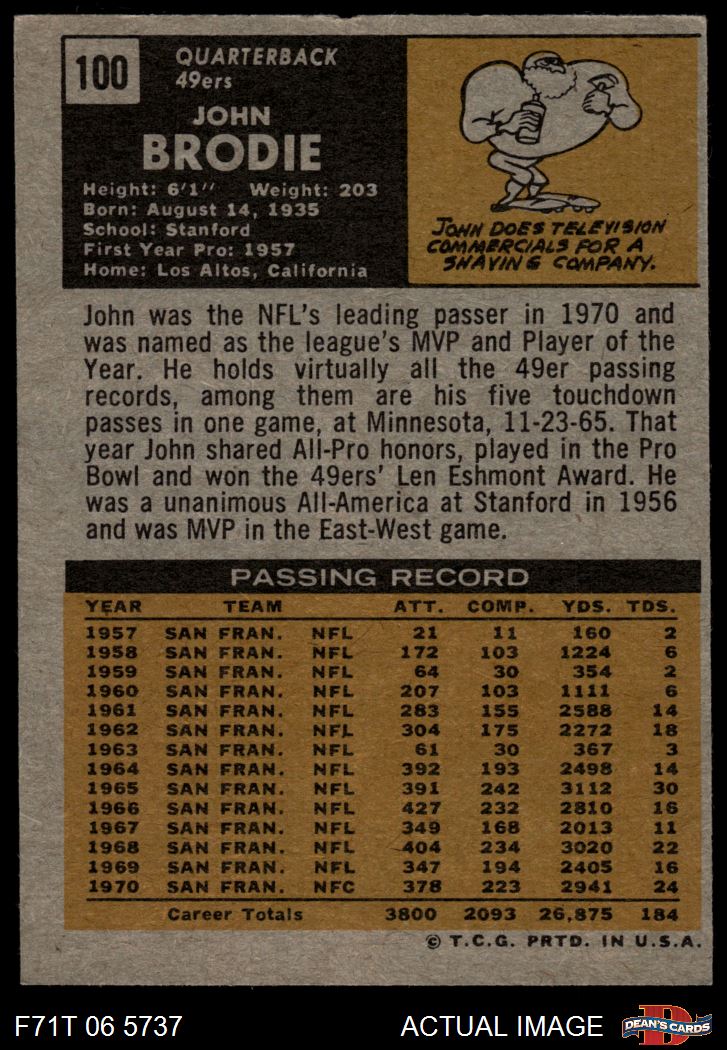 100
QUARTERBACK
49ers
JOHN
BRODIE
Height: 6'1" Weight: 203
Born: August 14, 1935
School: Stanford
First Year Pro: 1957
Home: Los Altos, California
JOHN DOES TELEVISION
COMMERCIALS FOR A
SHAVING COMPANY.
John was the NFL's leading passer in 1970 and
was named as the league's MVP and Player of the
Year. He holds virtually all the 49er passing
records, among them are his five touchdown
passes in one game, at Minnesota, 11-23-65. That
year John shared All-Pro honors, played in the Pro
Bowl and won the 49ers' Len Eshmont Award. He
was a unanimous All-America at Stanford in 1956
and was MVP in the East-West game.
PASSING RECORD
YEAR TEAM ATT. COMP. YDS. TDS.
1957 SAN FRAN. NFL 21 11 160 2
1958 SAN FRAN. NFL 172 103 1224 6
1959 SAN FRAN. NFL 64 30 354 2
1960 SAN FRAN. NFL 207 103 1111 6
1961 SAN FRAN. NFL 283 155 2588 14
1962 SAN FRAN. NFL 304 175 2272 18
1963 SAN FRAN. NFL 61 30 367 3
1964 SAN FRAN. NFL 392 193 2498 14
1965 SAN FRAN. NFL 391 242 3112 30
1966 SAN FRAN. NFL 427 232 2810 16
1967 SAN FRAN. NFL 349 168 2013 11
1968 SAN FRAN. NFL 404 234 3020 22
1969 SAN FRAN. NFL 347 194 2405 16
1970 SAN FRAN. NFC 378 223 2941 24
Career Totals 3800 2093 26,875 184
© T.C.G. PRTD. IN U.S.A.
F71T 06 5737 ACTUAL IMAGE D DEAN'S CARDS